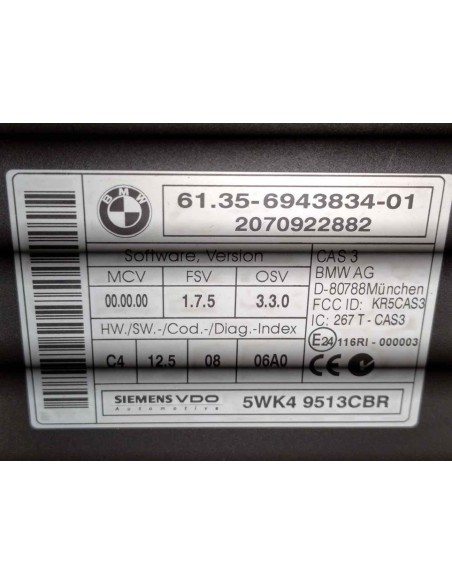 BMW
61.35-6943834-01
2070922882
Software, Version
MCV FSV OSV
00.00.00 1.7.5 3.3.0
HW./SW.-/Cod.-/Diag.-Index
C4 12.5 08 06A0
CAS 3
BMW AG
D-80788München
FCC ID: KR5CAS3
IC: 267 T - CAS3
E24 116RI - 000003
CE
SIEMENS VDO
Automotive
5WK4 9513CBR